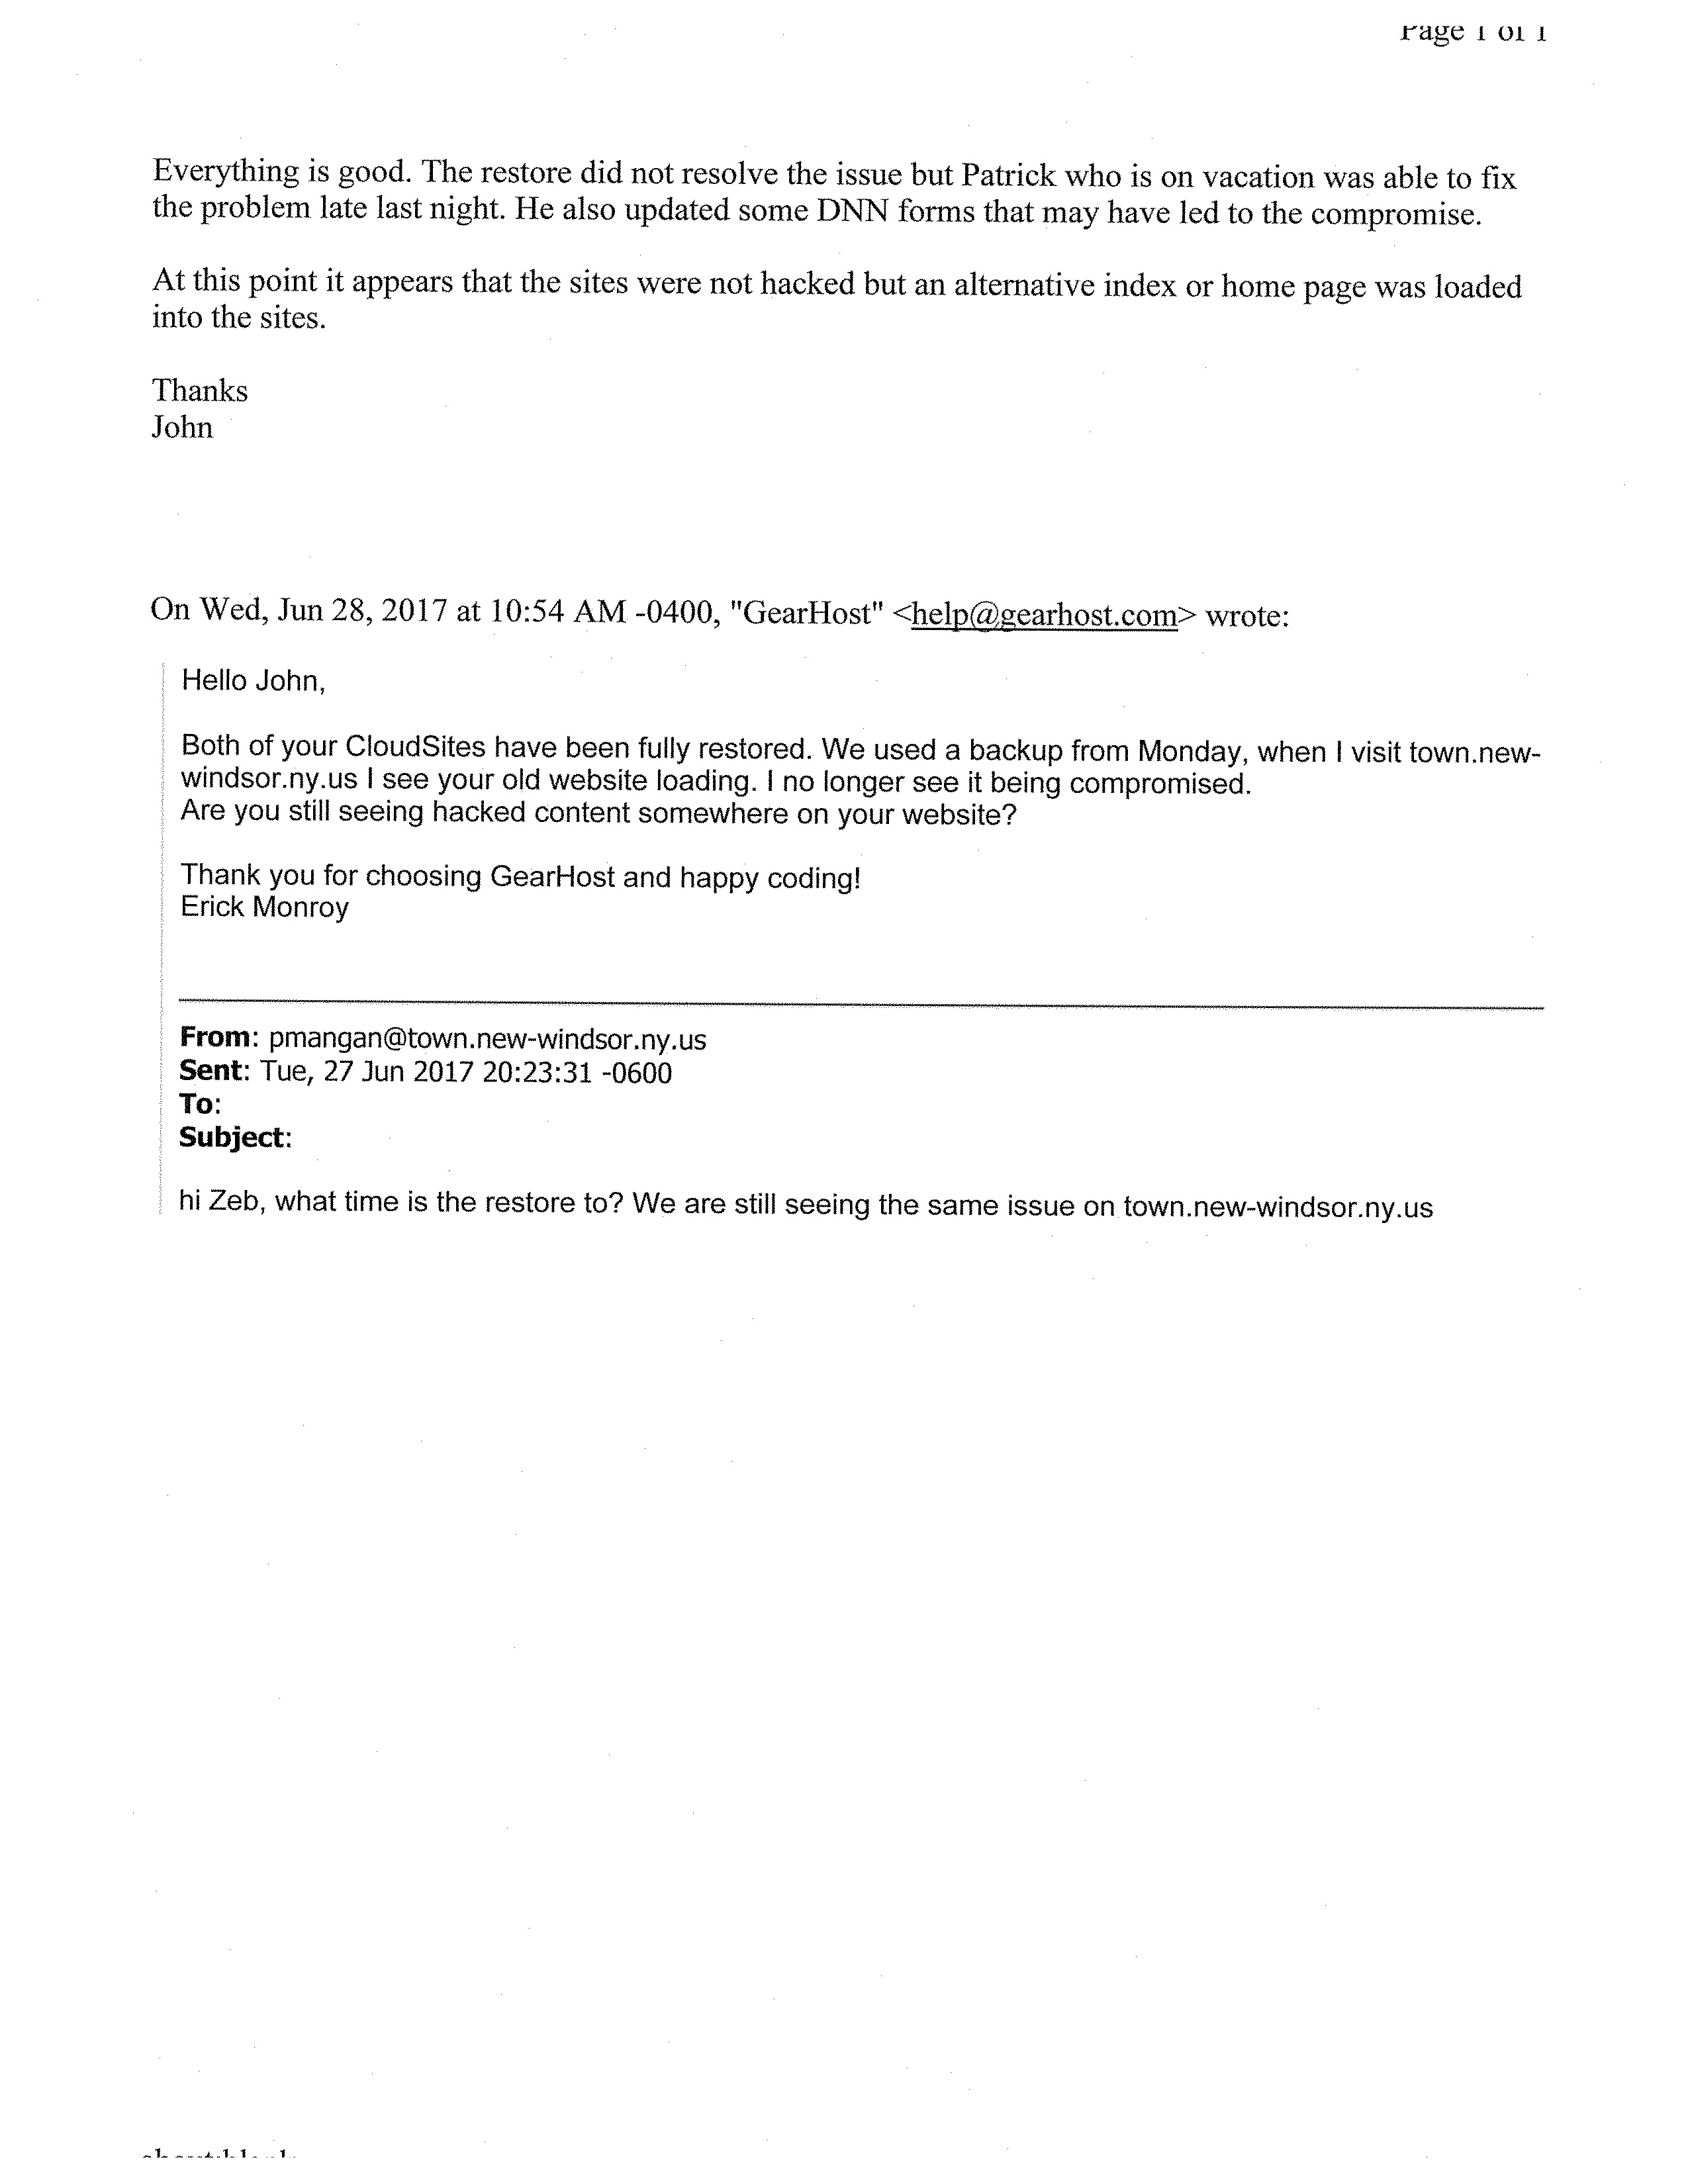 Page 1 of 1
Everything is good. The restore did not resolve the issue but Patrick who is on vacation was able to fix
the problem late last night. He also updated some DNN forms that may have led to the compromise.
At this point it appears that the sites were not hacked but an alternative index or home page was loaded
into the sites.
Thanks
John
On Wed, Jun 28, 2017 at 10:54 AM -0400, "GearHost" <help@gearhost.com> wrote:
Hello John,
Both of your CloudSites have been fully restored. We used a backup from Monday, when I visit town.new-
windsor.ny.us I see your old website loading. I no longer see it being compromised.
Are you still seeing hacked content somewhere on your website?
Thank you for choosing GearHost and happy coding!
Erick Monroy
From: pmangan@town.new-windsor.ny.us
Sent: Tue, 27 Jun 2017 20:23:31 -0600
To:
Subject:
hi Zeb, what time is the restore to? We are still seeing the same issue on town.new-windsor.ny.us